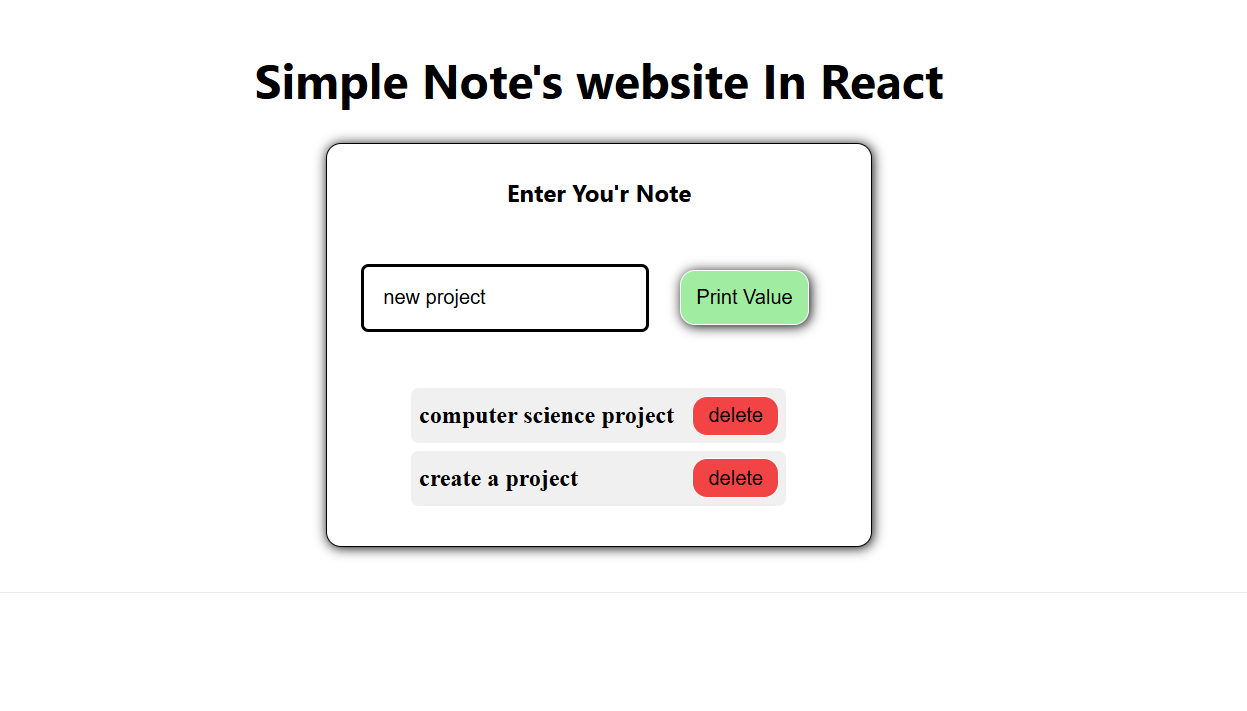 Simple Note's website In React
Enter You'r Note
new project Print Value
computer science project delete
create a project delete